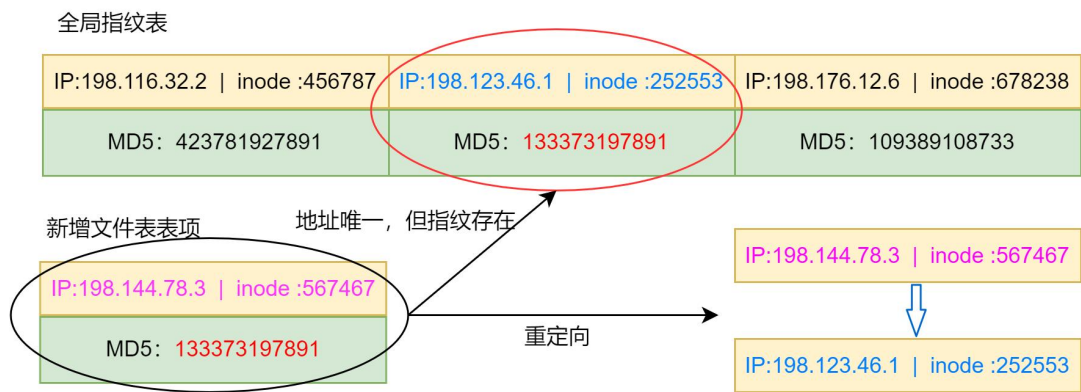 全局指纹表
IP:198.116.32.2 | inode :456787 IP:198.123.46.1 | inode :252553 IP:198.176.12.6 | inode :678238
MD5：423781927891 MD5：133373197891 MD5：109389108733
地址唯一，但指纹存在
新增文件表表项
IP:198.144.78.3 | inode :567467
MD5：133373197891
重定向
IP:198.144.78.3 | inode :567467
IP:198.123.46.1 | inode :252553